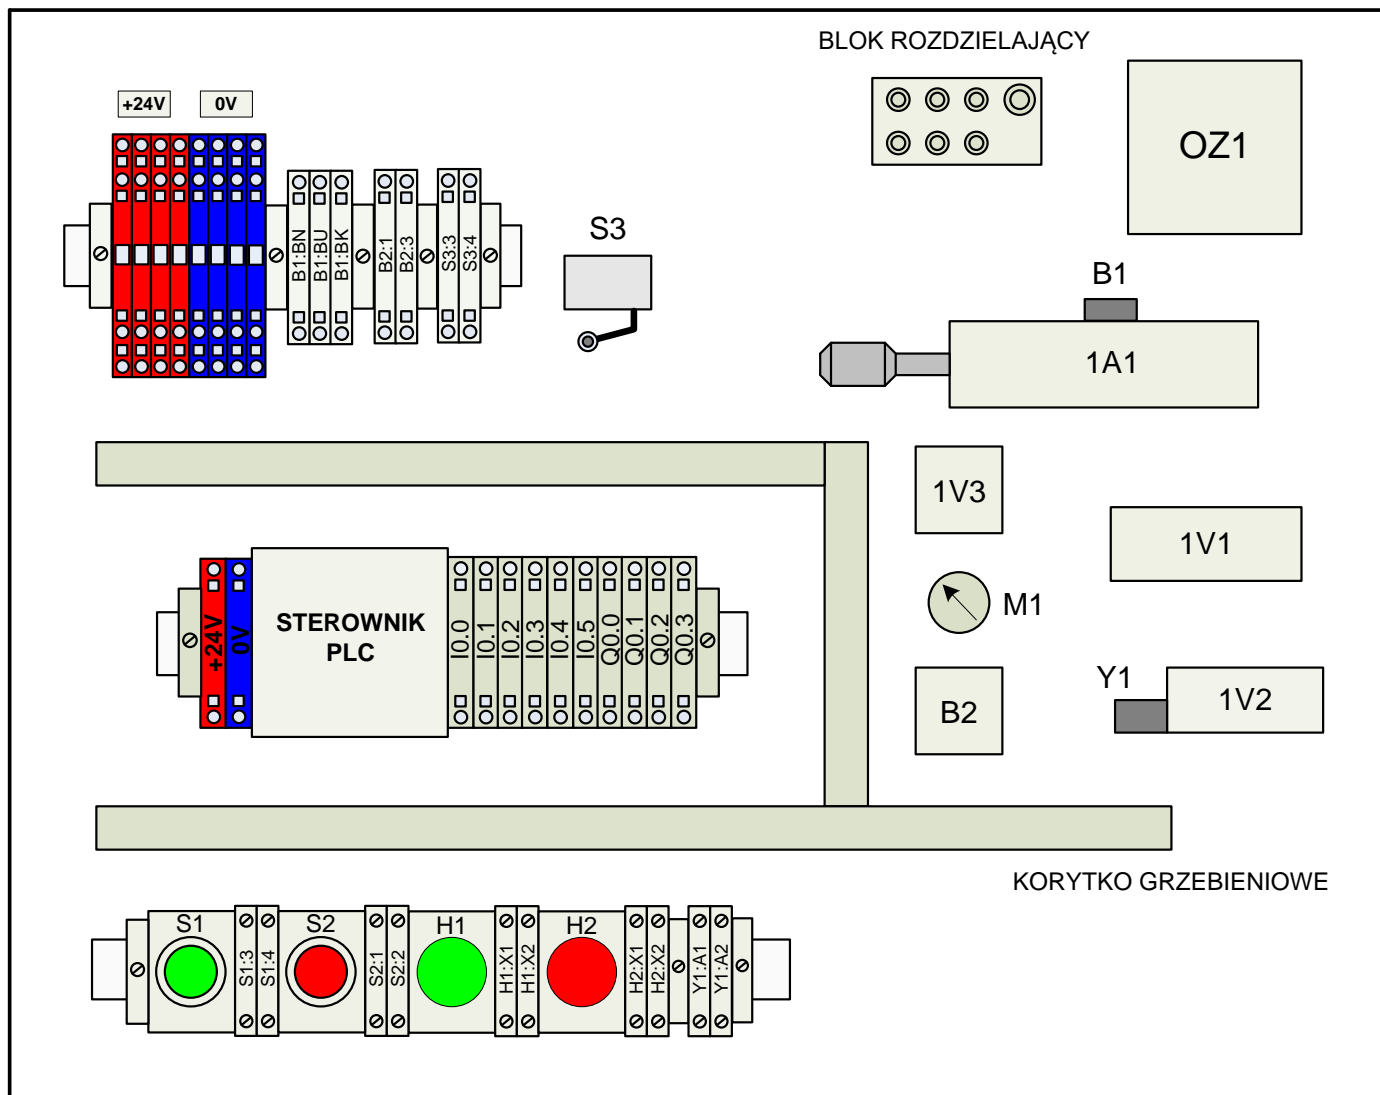 BLOK ROZDZIELAJĄCY
+24V
0V
OZ1
S3
B1
B1:BN
B1:BU
B1:BK
B2:1
B2:3
S3:3
S3:4
1A1
1V3
1V1
M1
STEROWNIK
PLC
+24V
0V
I0.0
I0.1
I0.2
I0.3
I0.4
I0.5
Q0.0
Q0.1
Q0.2
Q0.3
Y1
B2
1V2
KORYTKO GRZEBIENIOWE
S1
S1:3
S1:4
S2
S2:1
S2:2
H1
H1:X1
H1:X2
H2
H2:X1
H2:X2
Y1:A1
Y1:A2